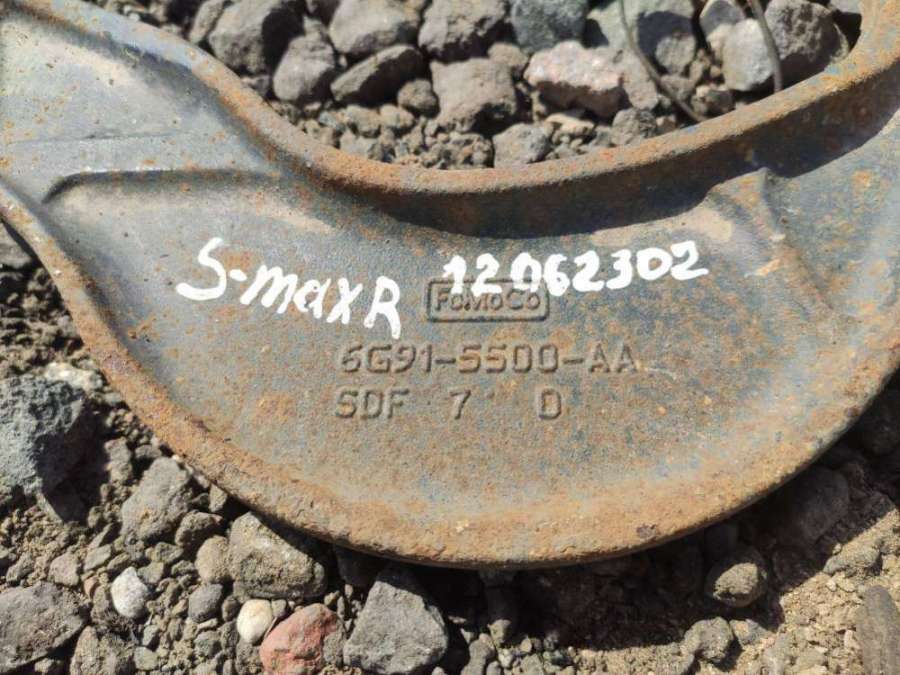 S-max R 12062302
FoMoCo
6G91-5500-AA
SDF 7 D